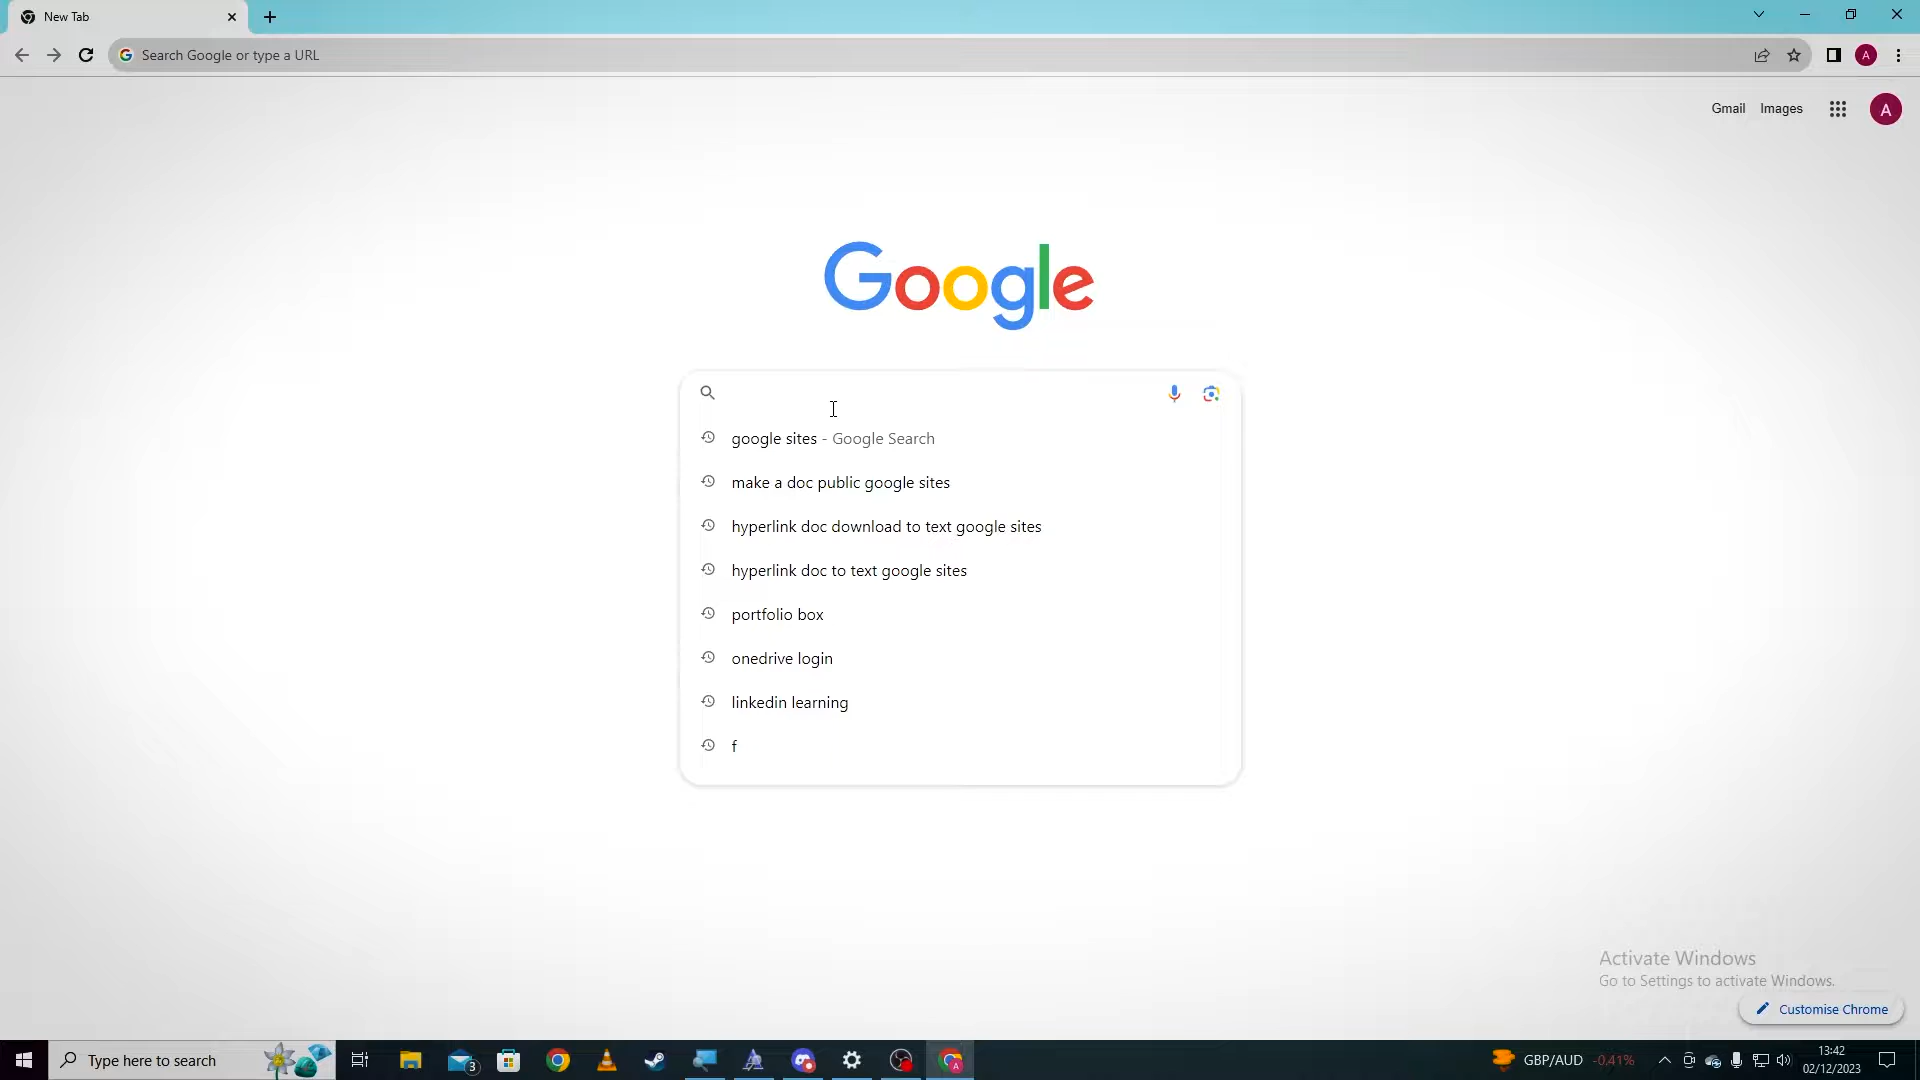 New Tab
Search Google or type a URL
A
Gmail Images
A
Google
google sites - Google Search
make a doc public google sites
hyperlink doc download to text google sites
hyperlink doc to text google sites
portfolio box
onedrive login
linkedin learning
f
Activate Windows
Go to Settings to activate Windows.
Customise Chrome
Type here to search
3
A
GBP/AUD -0.41%
13:42
02/12/2023